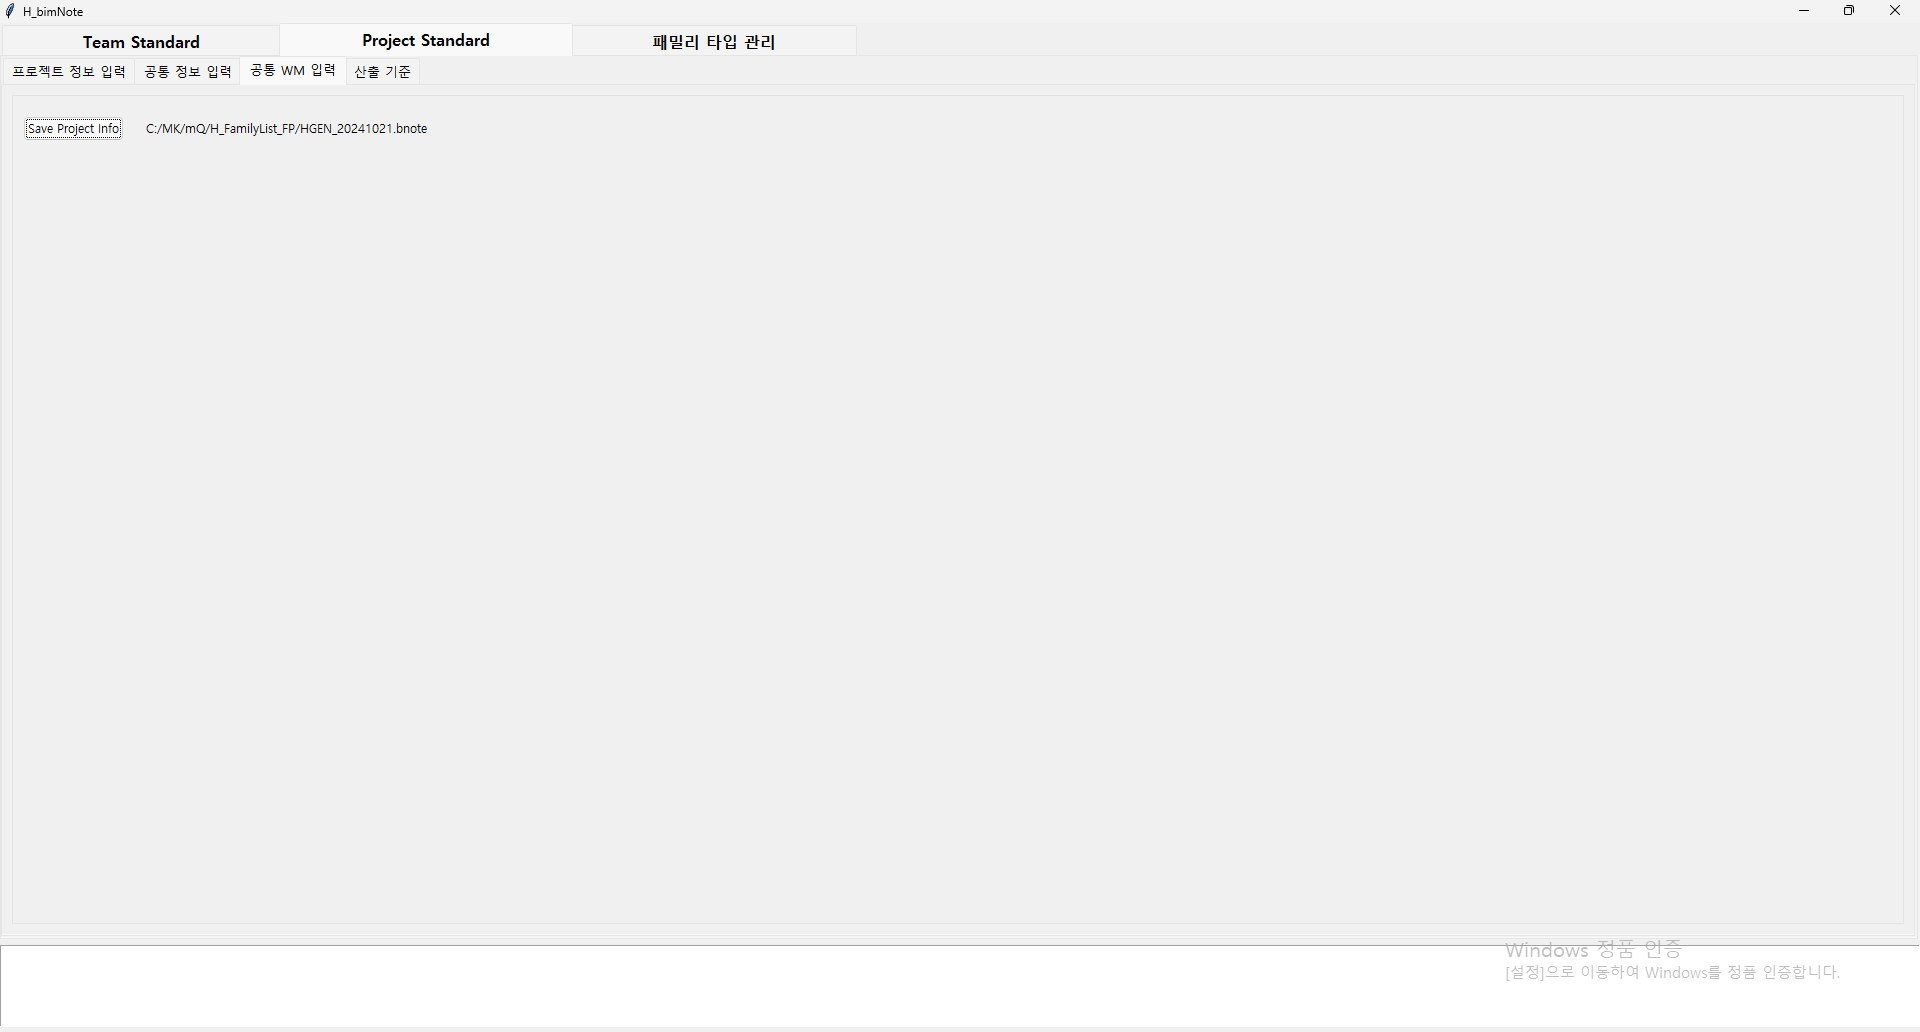 H_bimNote
Team Standard
Project Standard
패밀리 타입 관리
프로젝트 정보 입력
공통 정보 입력
공통 WM 입력
산출 기준
Save Project Info
C:/MK/mQ/H_FamilyList_FP/HGEN_20241021.bnote
Windows 정품 인증
[설정]으로 이동하여 Windows를 정품 인증합니다.